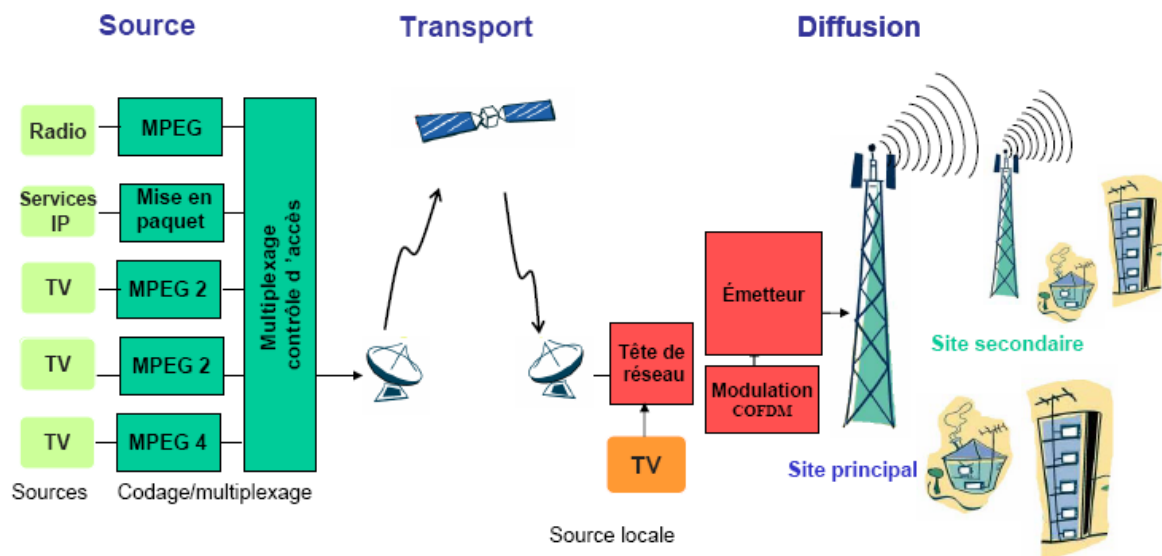 Source
Transport
Diffusion
Radio
MPEG
Services
IP
Mise en
paquet
TV
MPEG 2
TV
MPEG 2
TV
MPEG 4
Multiplexage
contrôle d ’accès
Sources
Codage/multiplexage
Tête de
réseau
TV
Source locale
Émetteur
Modulation
COFDM
Site secondaire
Site principal